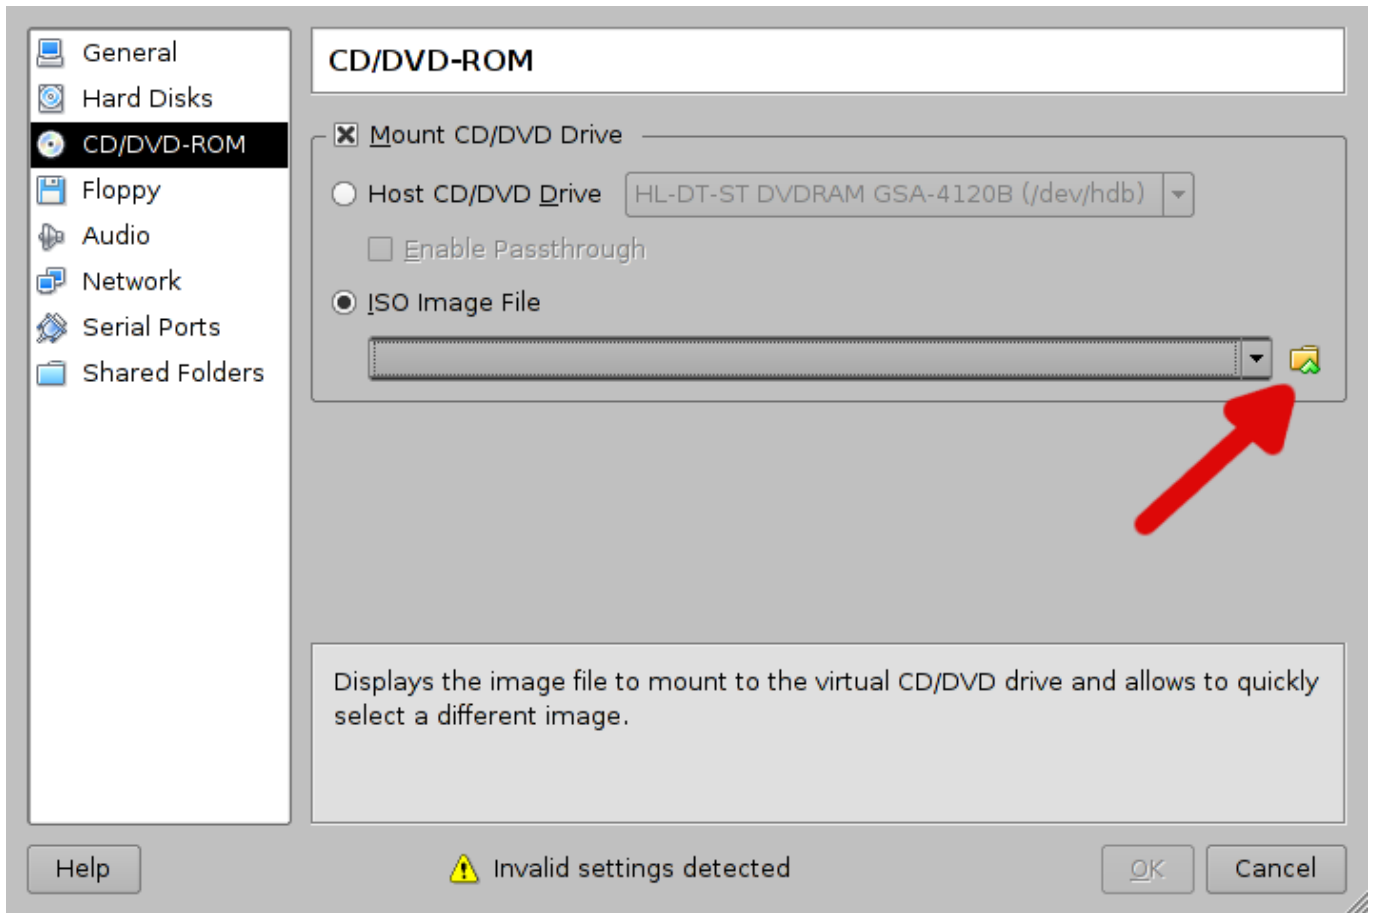 General
Hard Disks
CD/DVD-ROM
Floppy
Audio
Network
Serial Ports
Shared Folders
CD/DVD-ROM
Mount CD/DVD Drive
Host CD/DVD Drive HL-DT-ST DVDRAM GSA-4120B (/dev/hdb)
Enable Passthrough
ISO Image File
Displays the image file to mount to the virtual CD/DVD drive and allows to quickly
select a different image.
Help Invalid settings detected OK Cancel